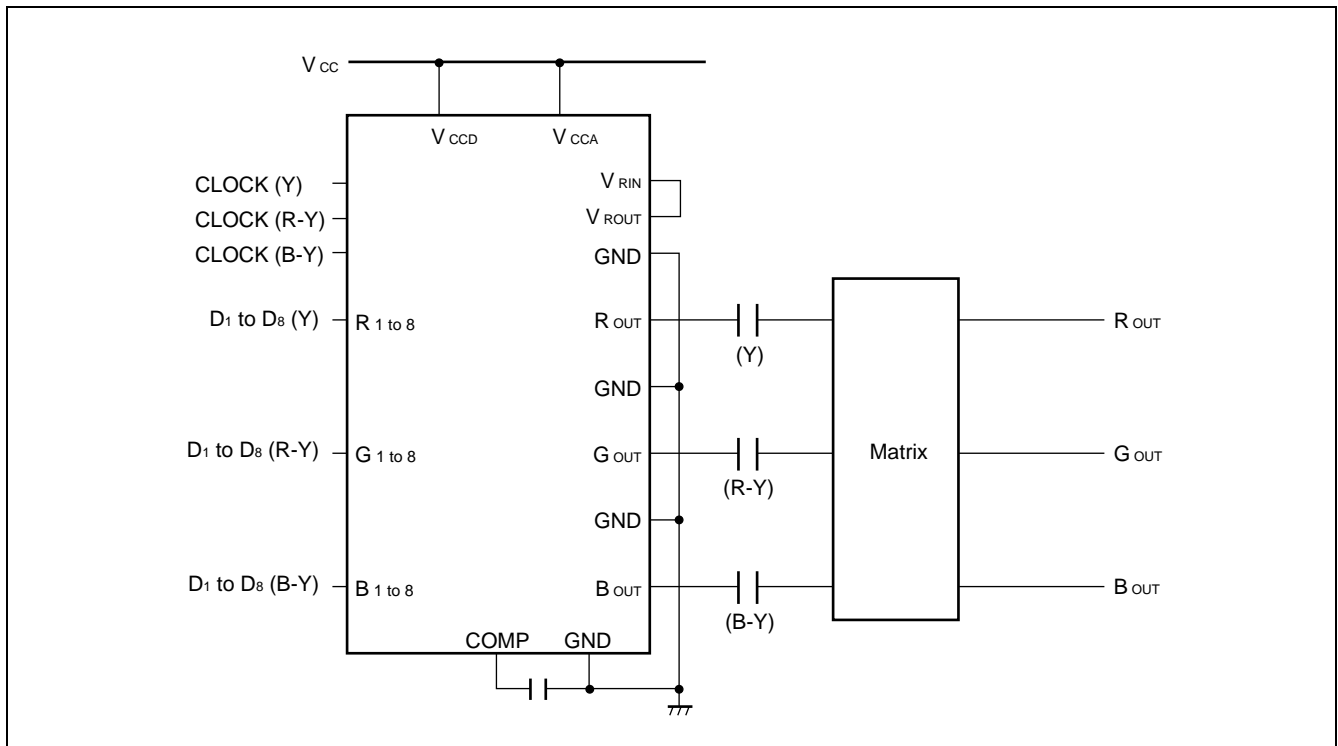 V CC
V CCD V CCA
CLOCK (Y) V RIN
CLOCK (R-Y) V ROUT
CLOCK (B-Y) GND
D1 to D8 (Y) R 1 to 8 R OUT R OUT
(Y)
GND
D1 to D8 (R-Y) G 1 to 8 G OUT Matrix G OUT
(R-Y)
GND
D1 to D8 (B-Y) B 1 to 8 B OUT B OUT
(B-Y)
COMP GND